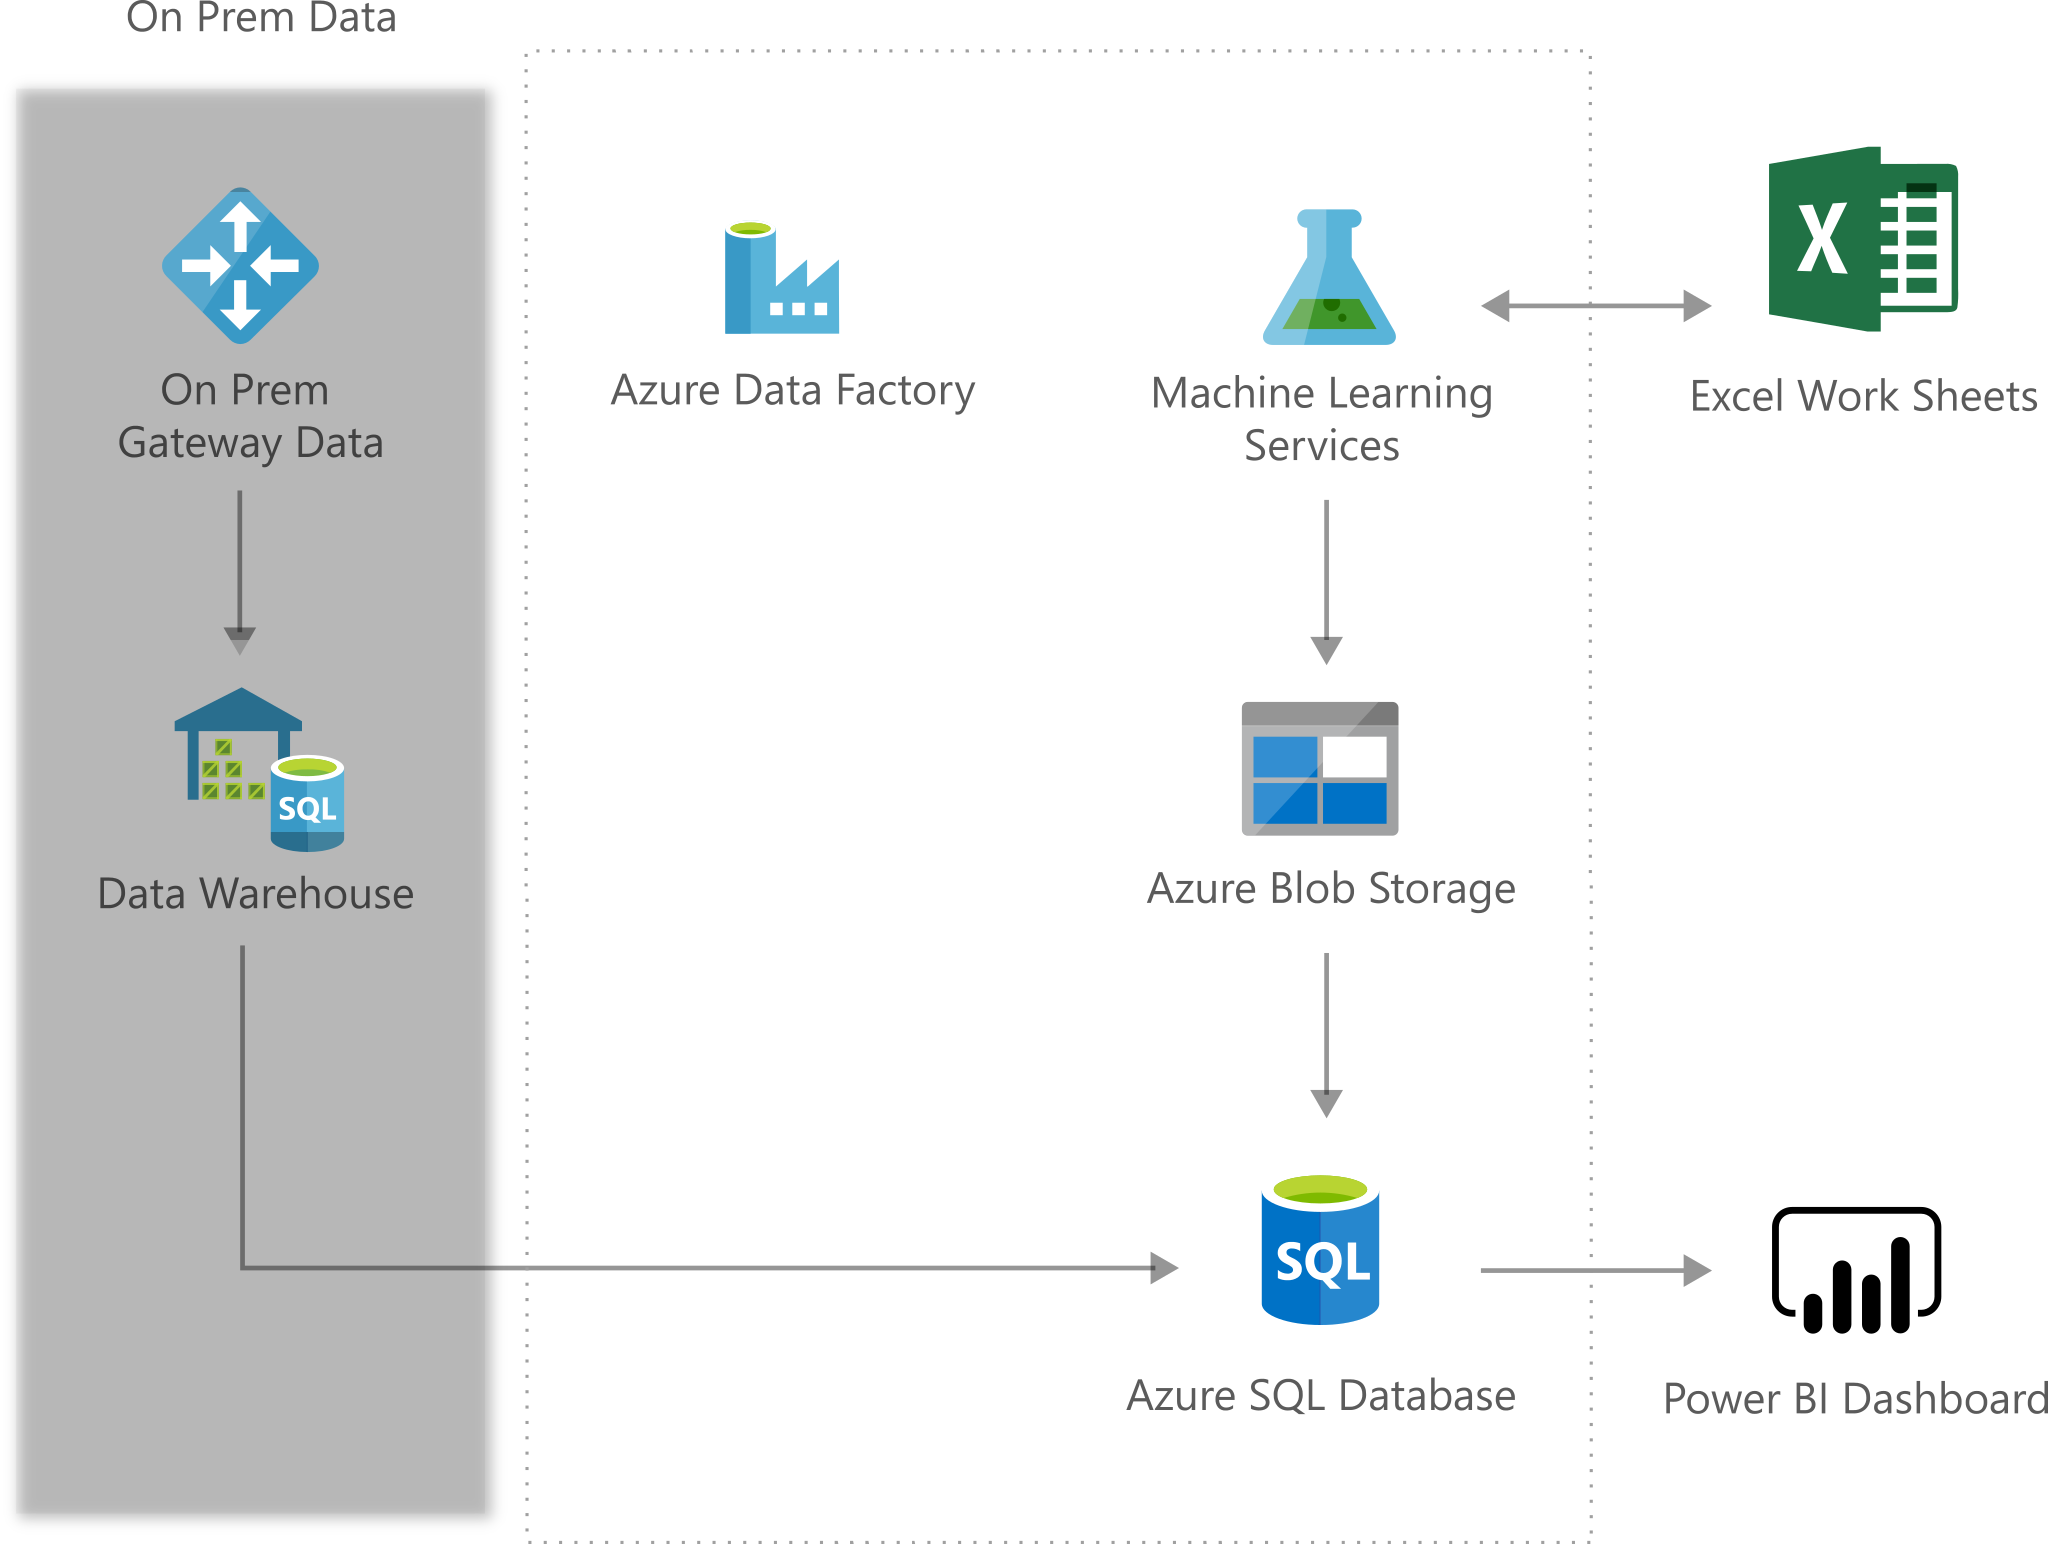 On Prem Data
On Prem
Gateway Data
Azure Data Factory
Machine Learning
Services
X
Excel Work Sheets
SQL
Data Warehouse
Azure Blob Storage
SQL
Azure SQL Database
Power BI Dashboard